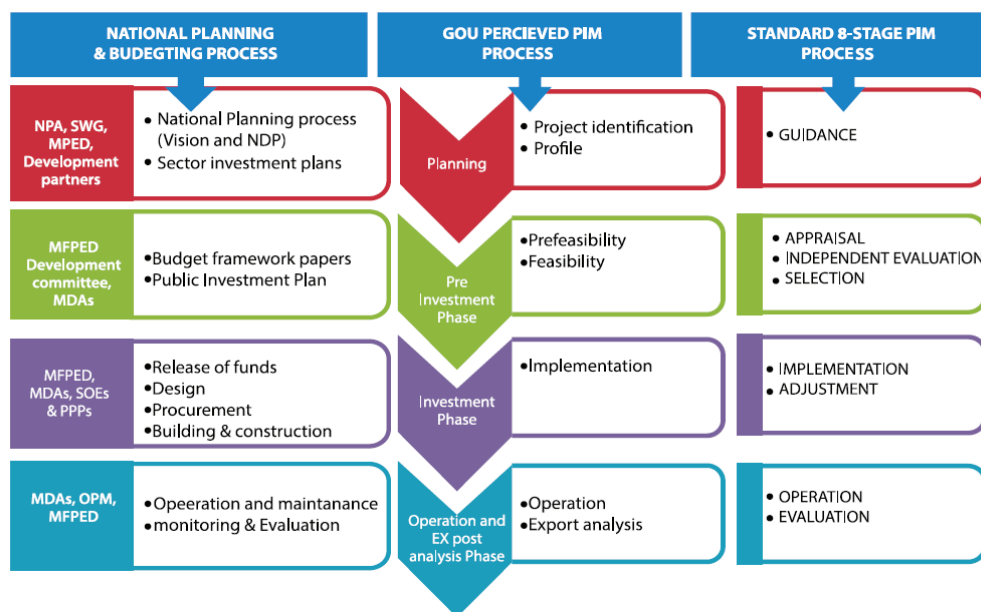 NATIONAL PLANNING
& BUDEGTING PROCESS
GOU PERCIEVED PIM
PROCESS
STANDARD 8-STAGE PIM
PROCESS
NPA, SWG,
MPED,
Development
partners
• National Planning process
(Vision and NDP)
• Sector investment plans
Planning
• Project identification
• Profile
• GUIDANCE
MFPED
Development
committee,
MDAs
•Budget framework papers
•Public Investment Plan
Pre
Investment
Phase
•Prefeasibility
•Feasibility
•APPRAISAL
•INDEPENDENT EVALUATION
•SELECTION
MFPED,
MDAs, SOEs
& PPPs
•Release of funds
•Design
•Procurement
•Building & construction
Investment
Phase
•Implementation
•IMPLEMENTATION
•ADJUSTMENT
MDAs, OPM,
MFPED
•Opeeration and maintanance
•monitoring & Evaluation
Operation and
EX post
analysis Phase
•Operation
•Export analysis
•OPERATION
•EVALUATION